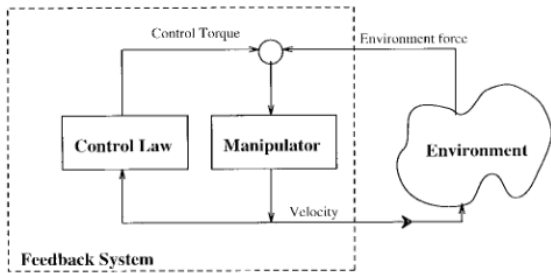 Control Torque
Environment force
Control Law
Manipulator
Environment
Velocity
Feedback System